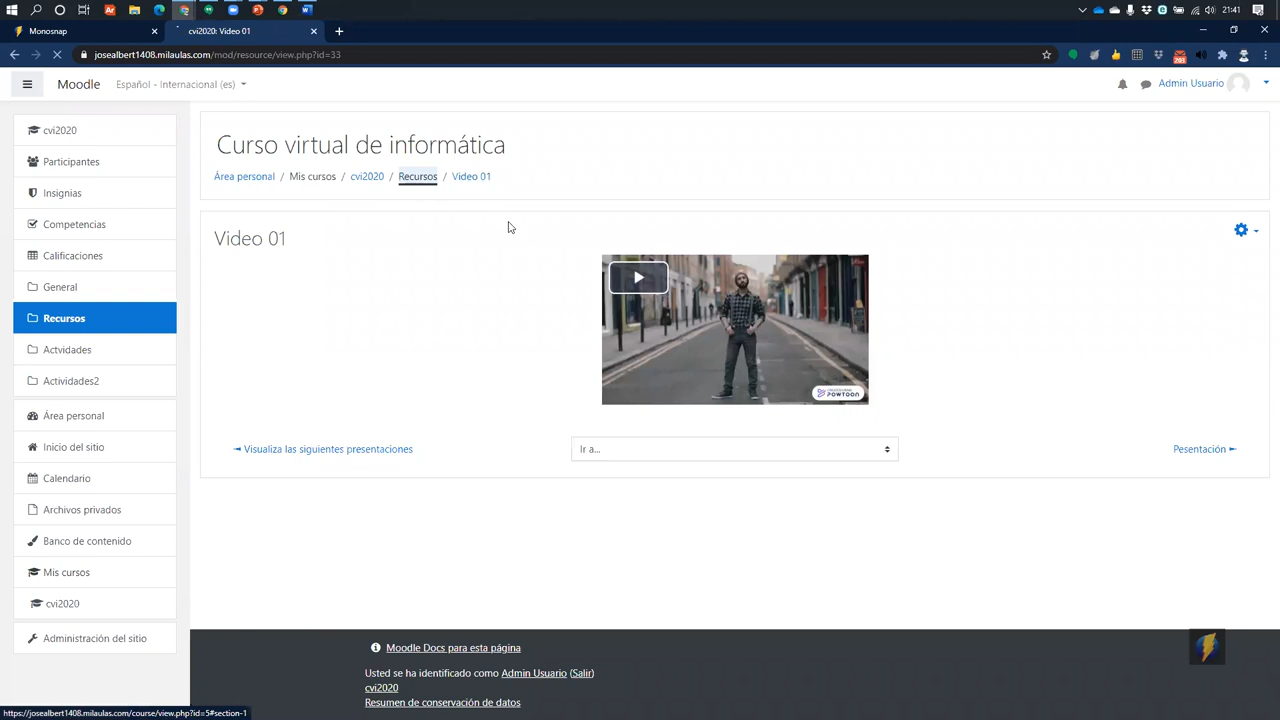 21:41
Monosnap
cvi2020: Video 01
josealbert1408.milaulas.com/mod/resource/view.php?id=33
281
Moodle
Español - Internacional (es)
Admin Usuario
cvi2020
Participantes
Insignias
Competencias
Calificaciones
General
Recursos
Actvidades
Actividades2
Área personal
Inicio del sitio
Calendario
Archivos privados
Banco de contenido
Mis cursos
cvi2020
Administración del sitio
Curso virtual de informática
Área personal / Mis cursos / cvi2020 / Recursos / Video 01
Video 01
POWTOON
◄ Visualiza las siguientes presentaciones
Ir a...
Pesentación ►
Moodle Docs para esta página
Usted se ha identificado como Admin Usuario (Salir)
cvi2020
Resumen de conservación de datos
https://josealbert1408.milaulas.com/course/view.php?id=5#section-1